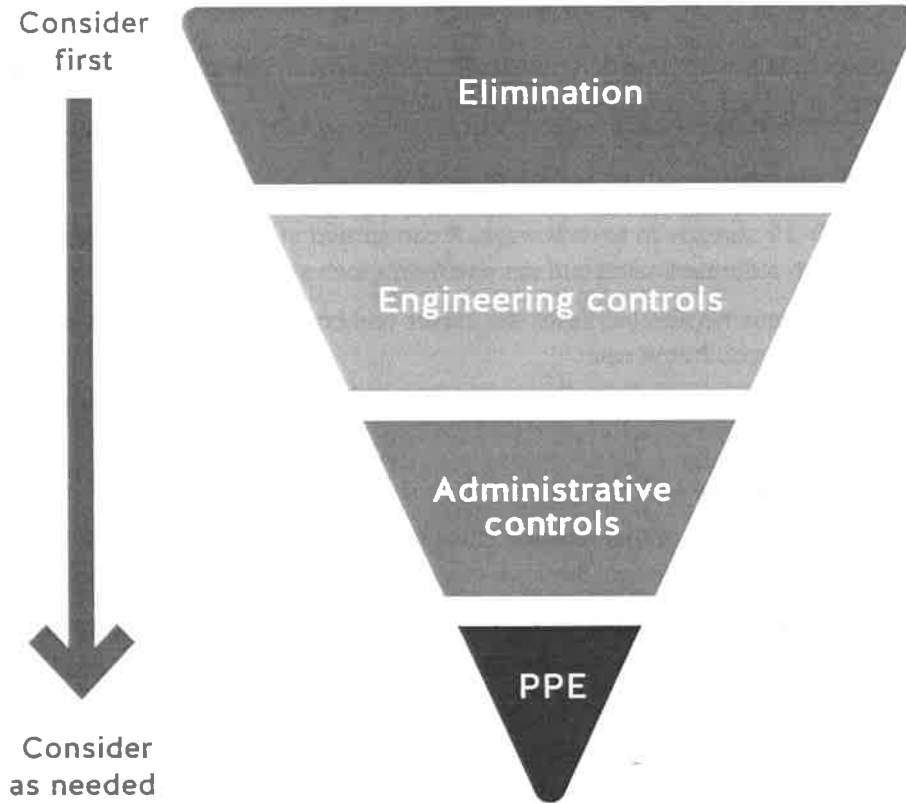 Consider
first
Elimination
Engineering controls
Administrative
controls
PPE
Consider
as needed